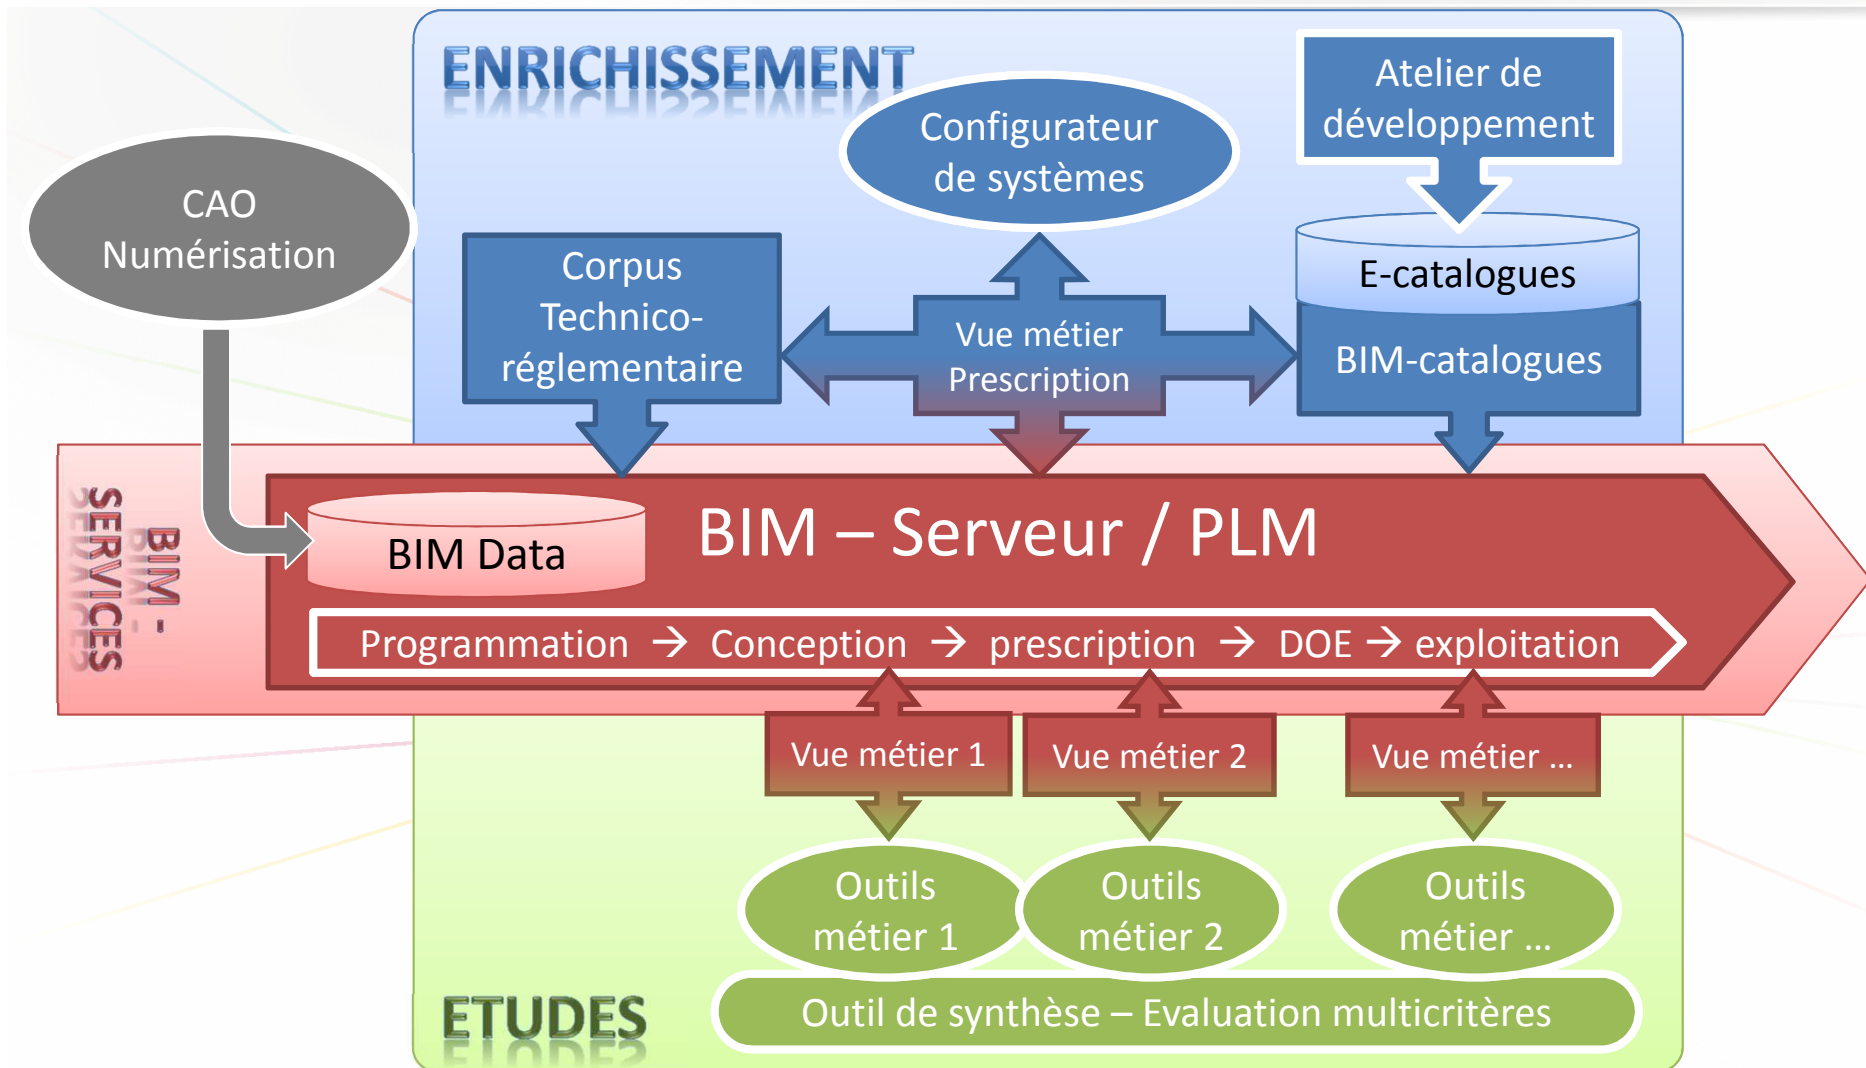 ENRICHISSEMENT
Atelier de
développement
Configurateur
de systèmes
CAO
Numérisation
Corpus
Technico-
réglementaire
E-catalogues
Vue métier
Prescription
BIM-catalogues
BIM -
SERVICES
BIM – Serveur / PLM
BIM Data
Programmation → Conception → prescription → DOE → exploitation
Vue métier 1
Vue métier 2
Vue métier ...
Outils
métier 1
Outils
métier 2
Outils
métier ...
ETUDES
Outil de synthèse – Evaluation multicritères